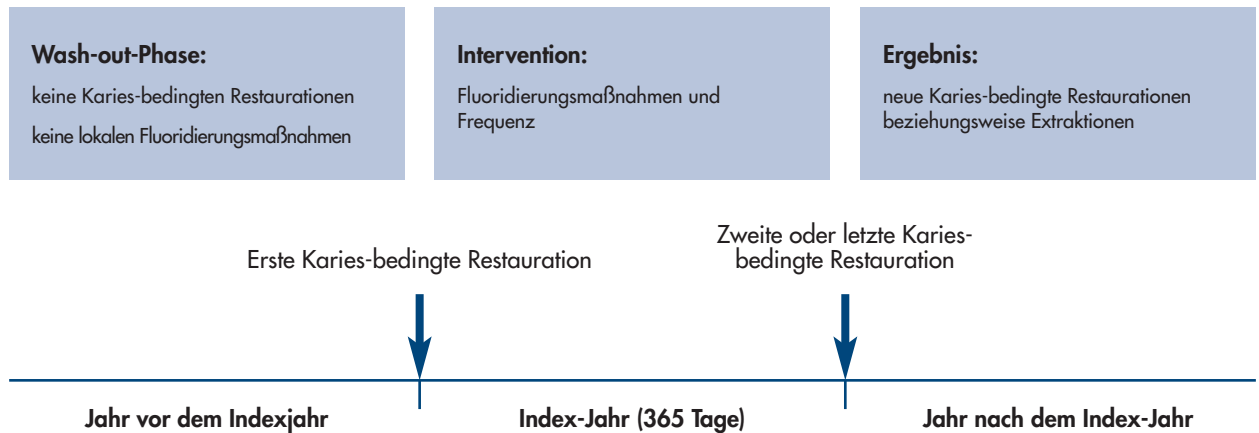 Wash-out-Phase:
keine Karies-bedingten Restaurationen
keine lokalen Fluoridierungsmaßnahmen
Intervention:
Fluoridierungsmaßnahmen und
Frequenz
Ergebnis:
neue Karies-bedingte Restaurationen
beziehungsweise Extraktionen
Erste Karies-bedingte Restauration
Zweite oder letzte Karies-
bedingte Restauration
Jahr vor dem Indexjahr
Index-Jahr (365 Tage)
Jahr nach dem Index-Jahr